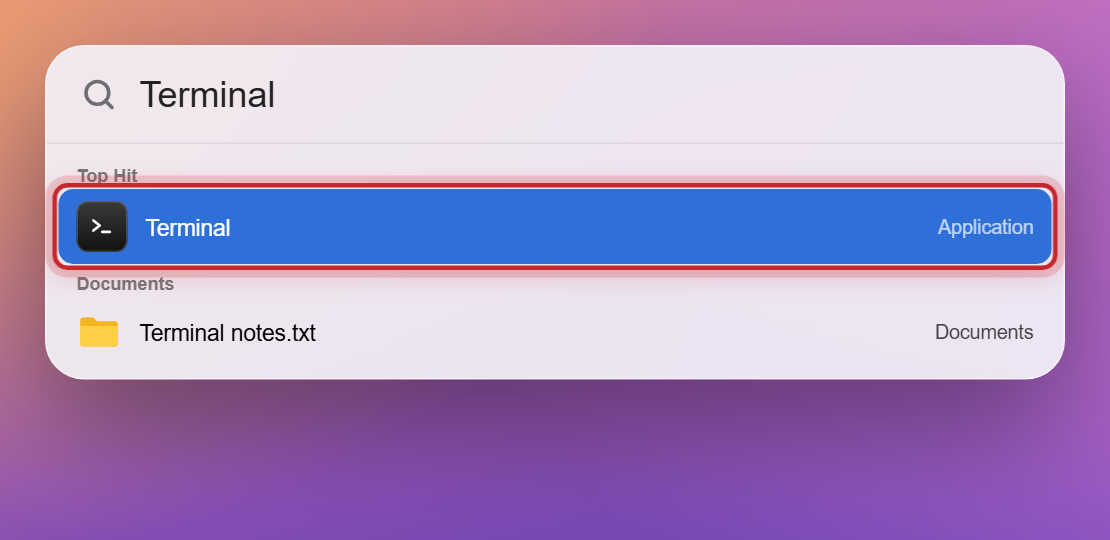 Terminal
Top Hit
>_ Terminal Application
Documents
Terminal notes.txt Documents